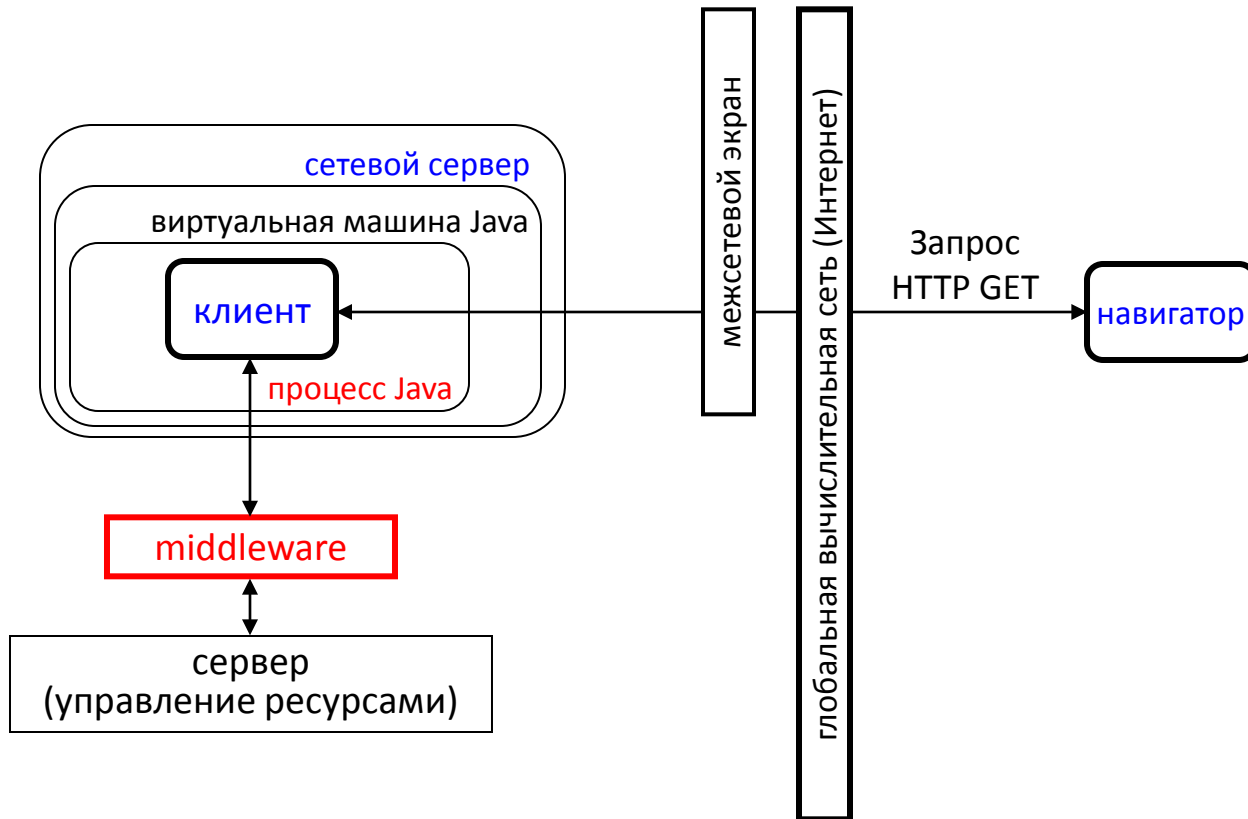 сетевой сервер
виртуальная машина Java
клиент
процесс Java
middleware
сервер
(управление ресурсами)
межсетевой экран
глобальная вычислительная сеть (Интернет)
Запрос
HTTP GET
навигатор